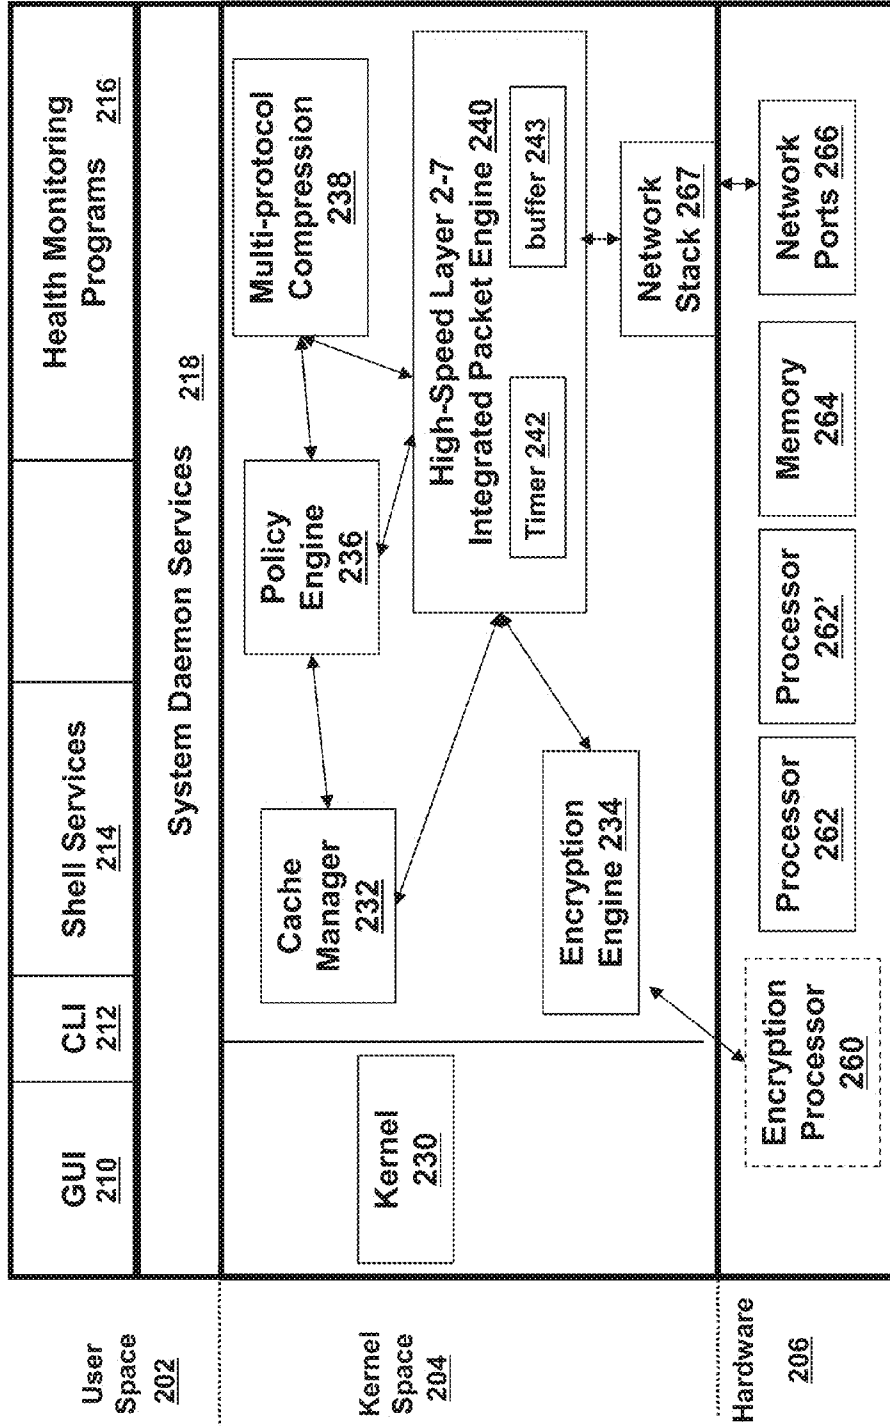 User
Space
202
GUI
210
CLI
212
Shell Services
214
Health Monitoring
Programs 216
System Daemon Services 218
Kernel
Space
204
Kernel
230
Cache
Manager
232
Policy
Engine
236
Multi-protocol
Compression
238
High-Speed Layer 2-7
Integrated Packet Engine 240
Timer 242
buffer 243
Encryption
Engine 234
Network
Stack 267
Hardware
206
Encryption
Processor
260
Processor
262
Processor
262'
Memory
264
Network
Ports 266